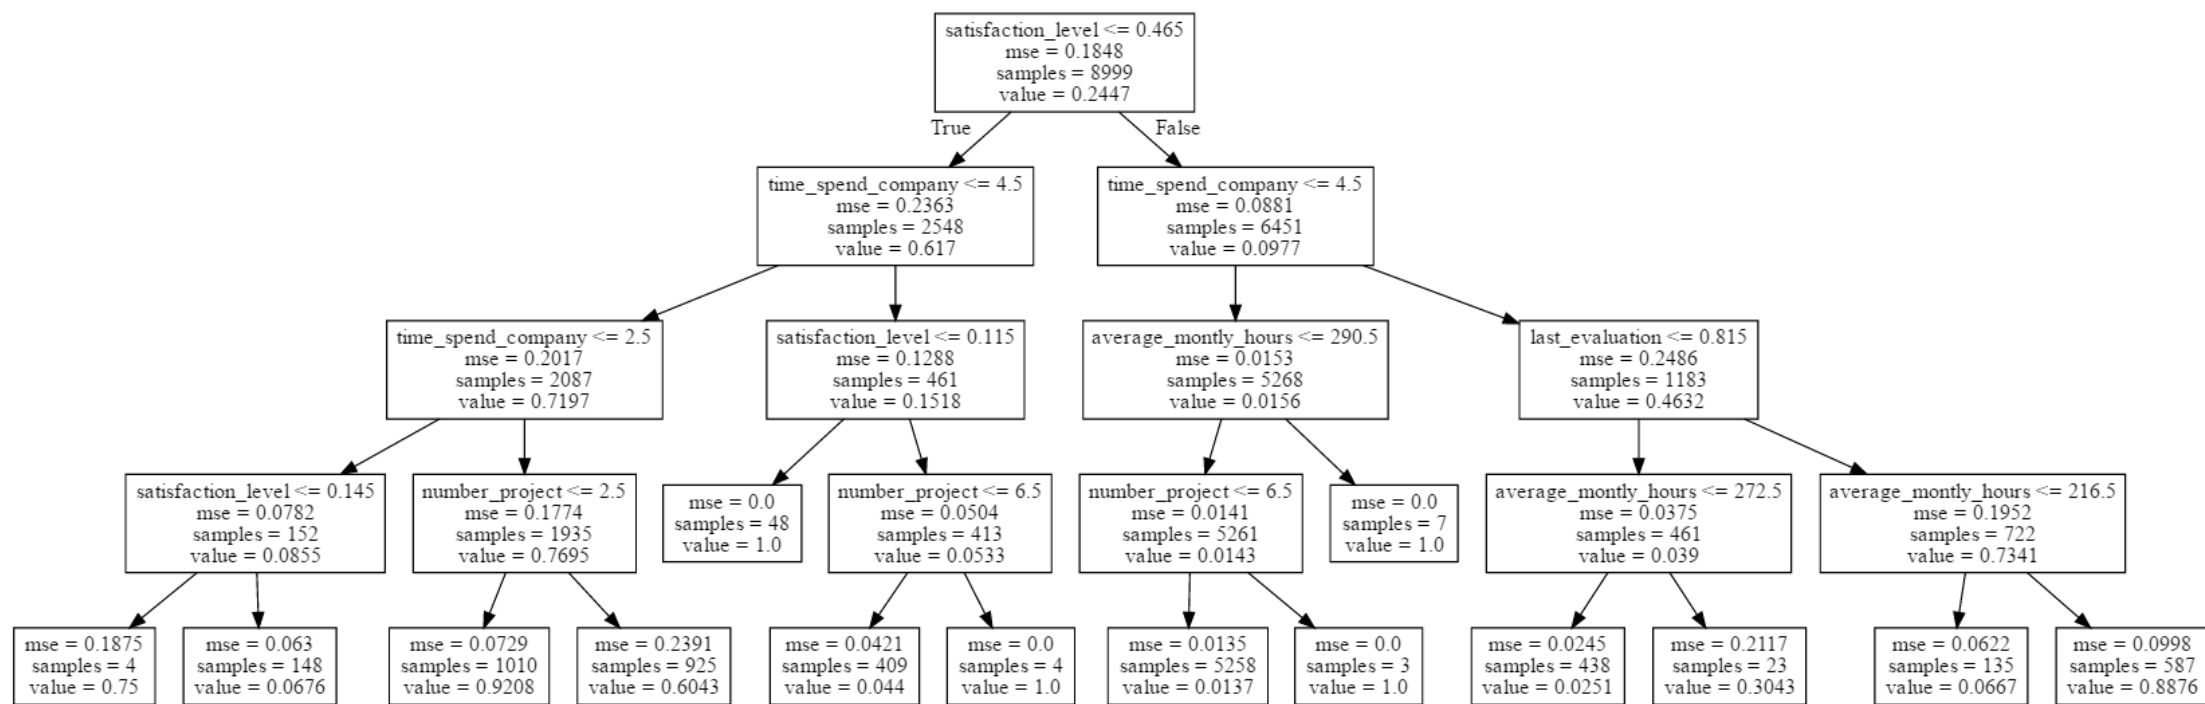 satisfaction_level <= 0.465
mse = 0.1848
samples = 8999
value = 0.2447
True
False
time_spend_company <= 4.5
mse = 0.2363
samples = 2548
value = 0.617
time_spend_company <= 4.5
mse = 0.0881
samples = 6451
value = 0.0977
time_spend_company <= 2.5
mse = 0.2017
samples = 2087
value = 0.7197
satisfaction_level <= 0.115
mse = 0.1288
samples = 461
value = 0.1518
average_montly_hours <= 290.5
mse = 0.0153
samples = 5268
value = 0.0156
last_evaluation <= 0.815
mse = 0.2486
samples = 1183
value = 0.4632
satisfaction_level <= 0.145
mse = 0.0782
samples = 152
value = 0.0855
number_project <= 2.5
mse = 0.1774
samples = 1935
value = 0.7695
mse = 0.0
samples = 48
value = 1.0
number_project <= 6.5
mse = 0.0504
samples = 413
value = 0.0533
number_project <= 6.5
mse = 0.0141
samples = 5261
value = 0.0143
mse = 0.0
samples = 7
value = 1.0
average_montly_hours <= 272.5
mse = 0.0375
samples = 461
value = 0.039
average_montly_hours <= 216.5
mse = 0.1952
samples = 722
value = 0.7341
mse = 0.1875
samples = 4
value = 0.75
mse = 0.063
samples = 148
value = 0.0676
mse = 0.0729
samples = 1010
value = 0.9208
mse = 0.2391
samples = 925
value = 0.6043
mse = 0.0421
samples = 409
value = 0.044
mse = 0.0
samples = 4
value = 1.0
mse = 0.0135
samples = 5258
value = 0.0137
mse = 0.0
samples = 3
value = 1.0
mse = 0.0245
samples = 438
value = 0.0251
mse = 0.2117
samples = 23
value = 0.3043
mse = 0.0622
samples = 135
value = 0.0667
mse = 0.0998
samples = 587
value = 0.8876